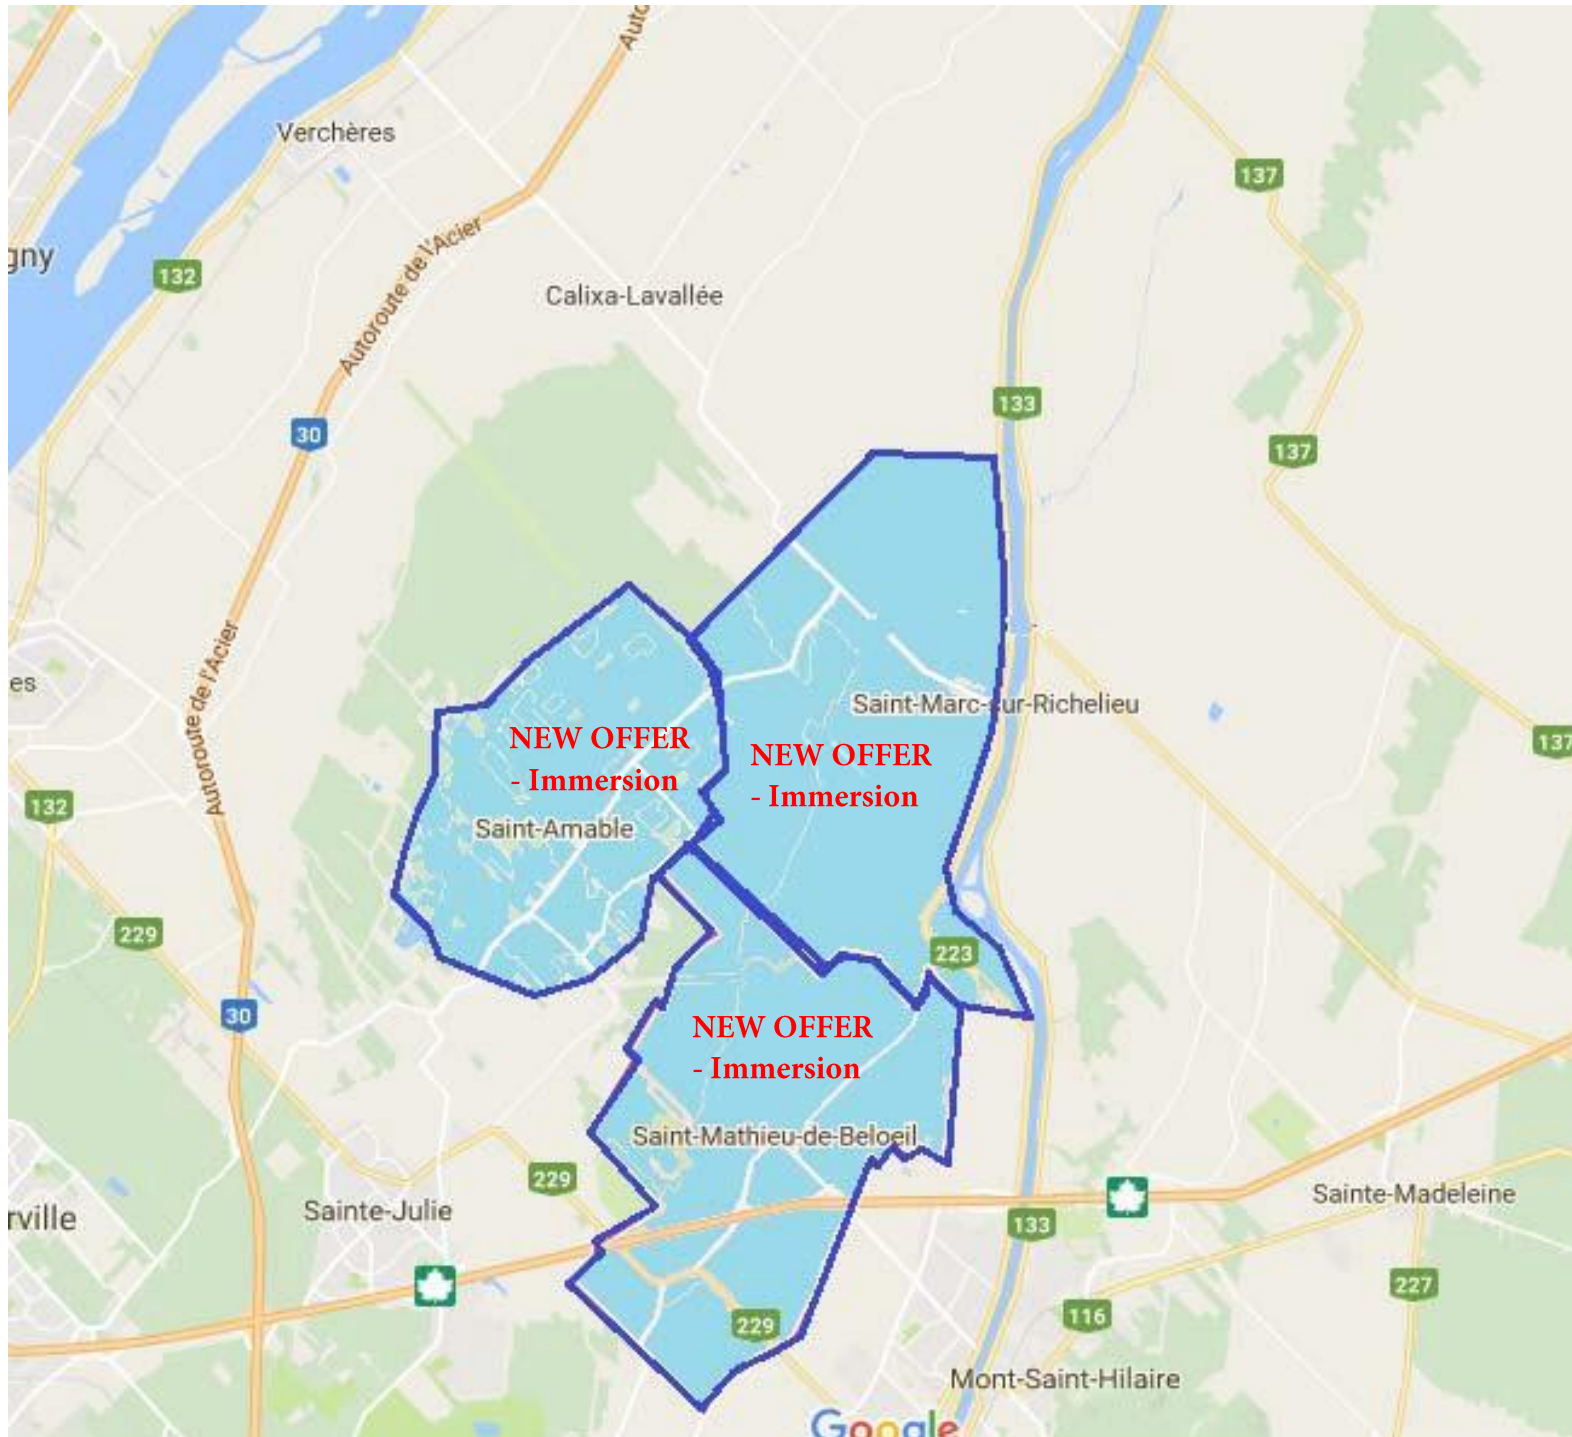 Auto
Verchères
137
gny
132
Autoroute de l'Acier
Calixa-Lavallée
133
30
137
Autoroute de l'Acier
es
Saint-Marc-sur-Richelieu
NEW OFFER
- Immersion
NEW OFFER
- Immersion
137
132
Saint-Amable
229
223
30
NEW OFFER
- Immersion
Saint-Mathieu-de-Beloeil
229
Sainte-Madeleine
Sainte-Julie
rville
133
227
229
116
Mont-Saint-Hilaire
Google